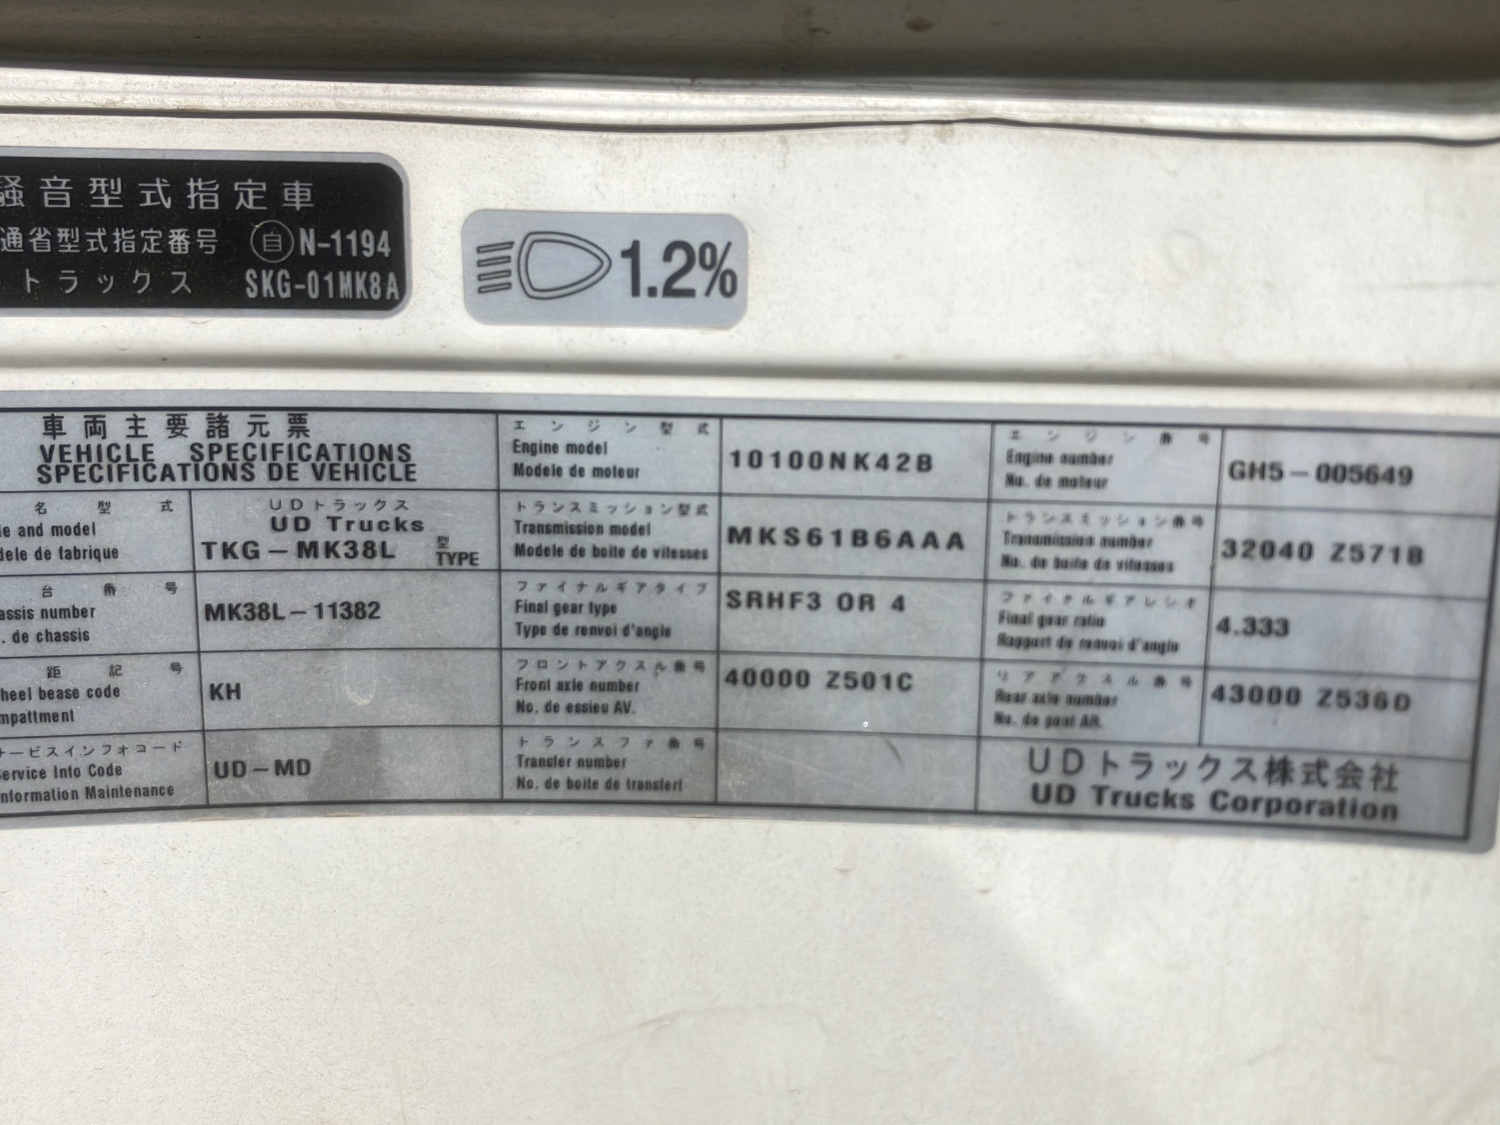 騒音型式指定車
通省型式指定番号 自 N-1194
トラックス SKG-01MK8A
1.2%
車両主要諸元票
VEHICLE SPECIFICATIONS
SPECIFICATIONS DE VEHICLE
エンジン型式
Engine model
Modele de moteur
10100NK42B
エンジン番号
Engine number
No. de moteur
GH5-005649
名型式
and model
de fabrique
UDトラックス
UD Trucks
TKG-MK38L 型 TYPE
トランスミッション型式
Transmission model
Modele de boite de vitesses
MKS61B6AAA
トランスミッション番号
Transmission number
No. de boite de vitesses
32040 Z571B
台番号
assis number
. de chassis
MK38L-11382
ファイナルギアタイプ
Final gear type
Type de renvoi d'angle
SRHF3 OR 4
ファイナルギアレシオ
Final gear ratio
Rapport de renvoi d'angle
4.333
距記号
heel bease code
mpattment
KH
フロントアクスル番号
Front axle number
No. de essieu AV.
40000 Z501C
リアアクスル番号
Rear axle number
No. de pont AR.
43000 Z536D
サービスインフォコード
ervice Info Code
nformation Maintenance
UD-MD
トランスファ番号
Transfer number
No. de boite de transfert
UDトラックス株式会社
UD Trucks Corporation